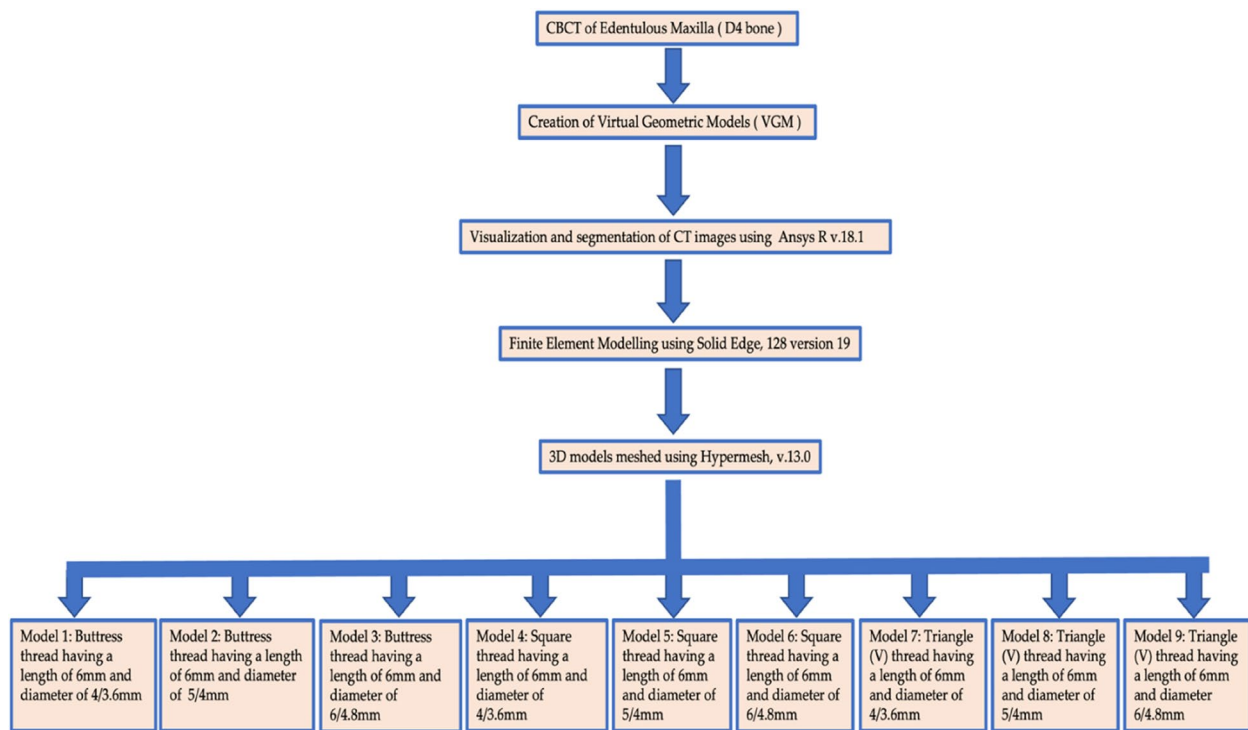 CBCT of Edentulous Maxilla ( D4 bone )
Creation of Virtual Geometric Models ( VGM )
Visualization and segmentation of CT images using Ansys R v.18.1
Finite Element Modelling using Solid Edge, 128 version 19
3D models meshed using Hypermesh, v.13.0
Model 1: Buttress
thread having a
length of 6mm and
diameter of 4/3.6mm
Model 2: Buttress
thread having a length
of 6mm and diameter
of 5/4mm
Model 3: Buttress
thread having a
length of 6mm and
diameter of
6/4.8mm
Model 4: Square
thread having a
length of 6mm and
diameter of
4/3.6mm
Model 5: Square
thread having a
length of 6mm
and diameter of
5/4mm
Model 6: Square
thread having a
length of 6mm
and diameter of
6/4.8mm
Model 7: Triangle
(V) thread having
a length of 6mm
and diameter of
4/3.6mm
Model 8: Triangle
(V) thread having
a length of 6mm
and diameter of
5/4mm
Model 9: Triangle
(V) thread having
a length of 6mm
and diameter
6/4.8mm